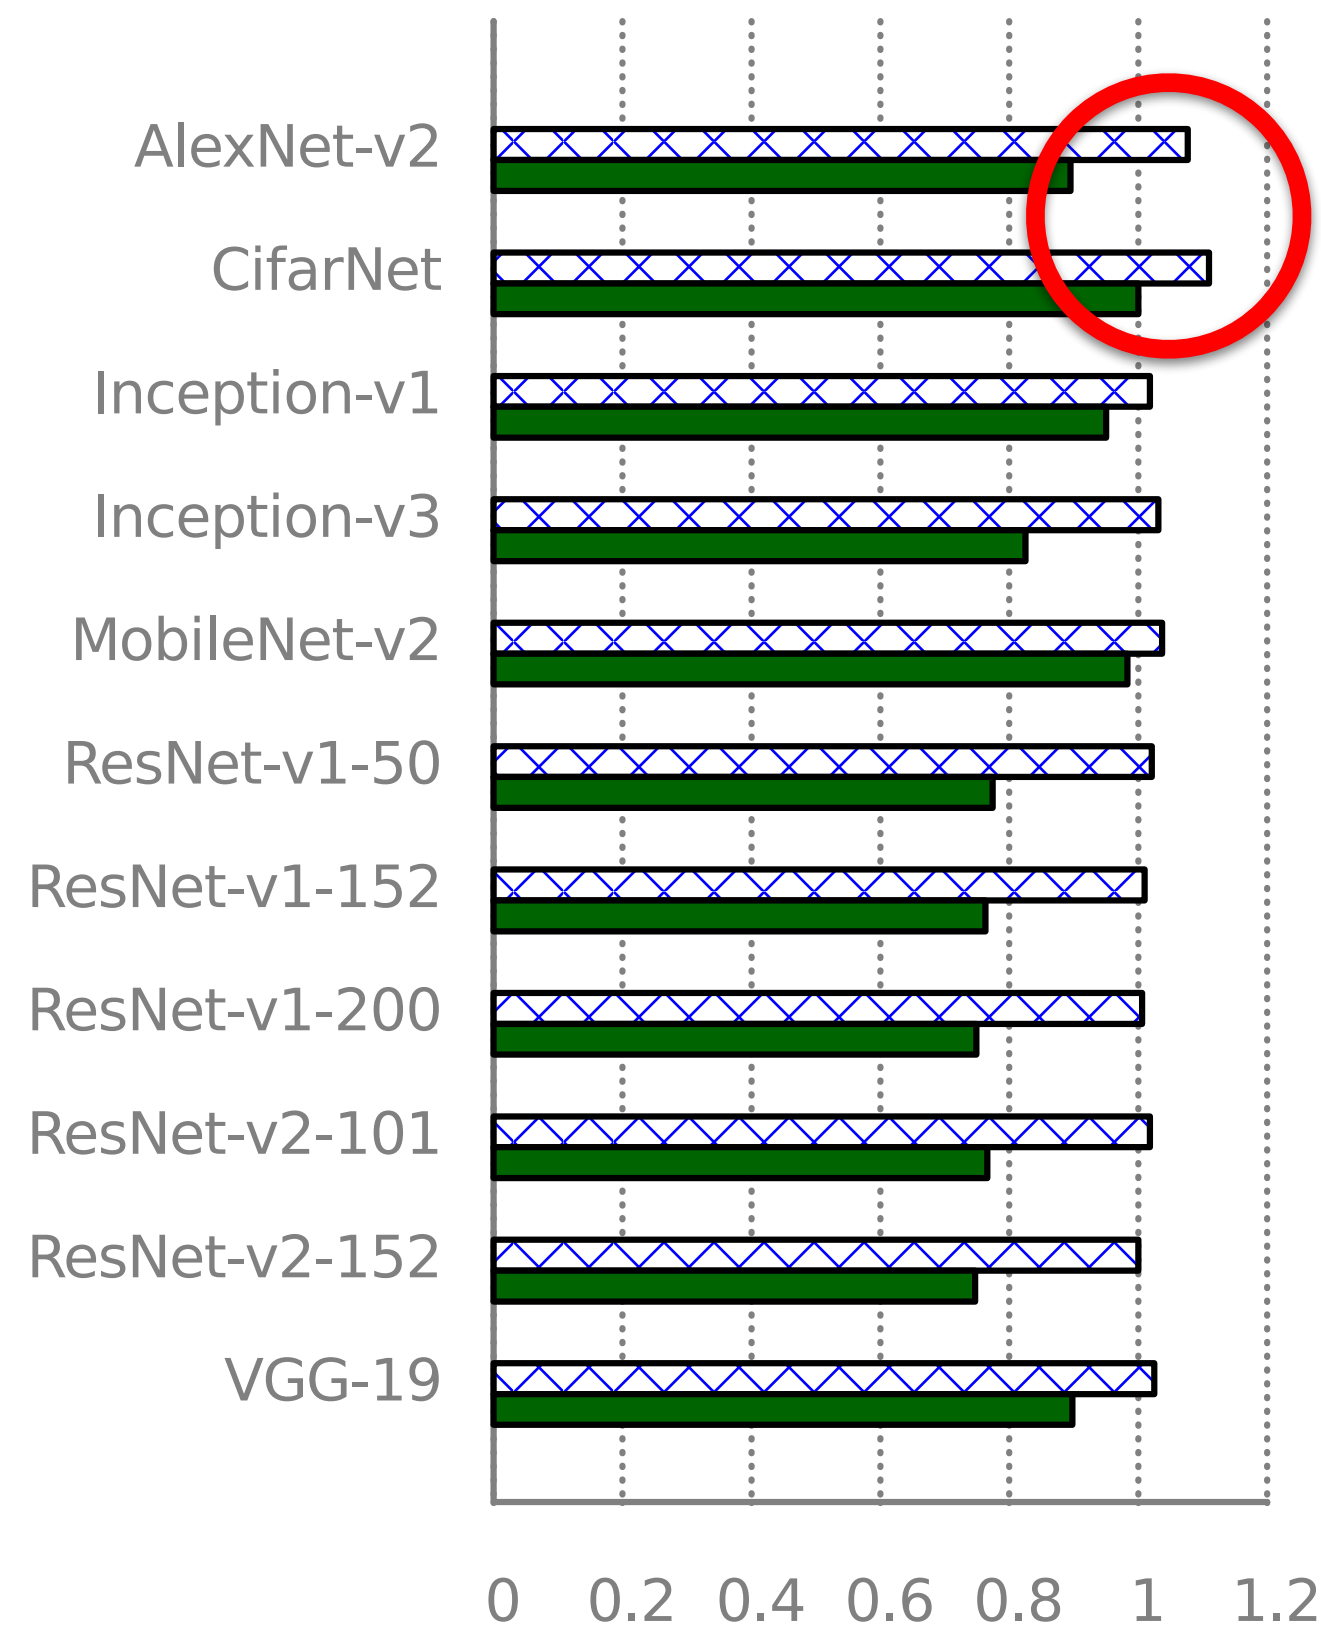 AlexNet-v2
CifarNet
Inception-v1
Inception-v3
MobileNet-v2
ResNet-v1-50
ResNet-v1-152
ResNet-v1-200
ResNet-v2-101
ResNet-v2-152
VGG-19
0 0.2 0.4 0.6 0.8 1 1.2